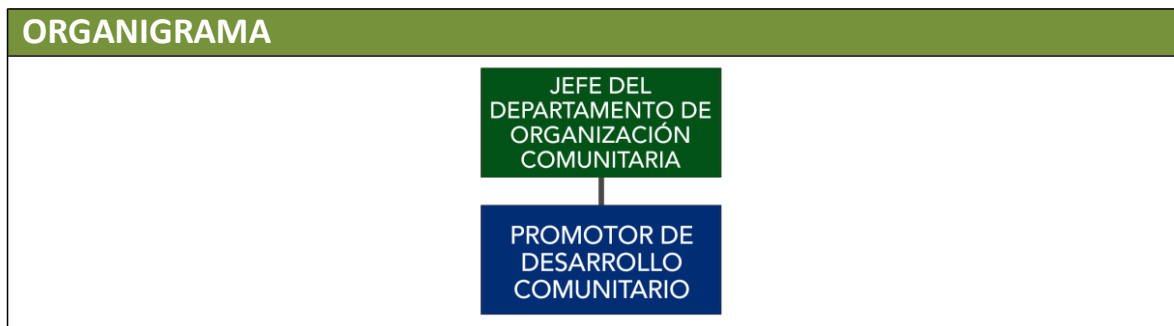 ORGANIGRAMA
JEFE DEL
DEPARTAMENTO DE
ORGANIZACIÓN
COMUNITARIA
PROMOTOR DE
DESARROLLO
COMUNITARIO